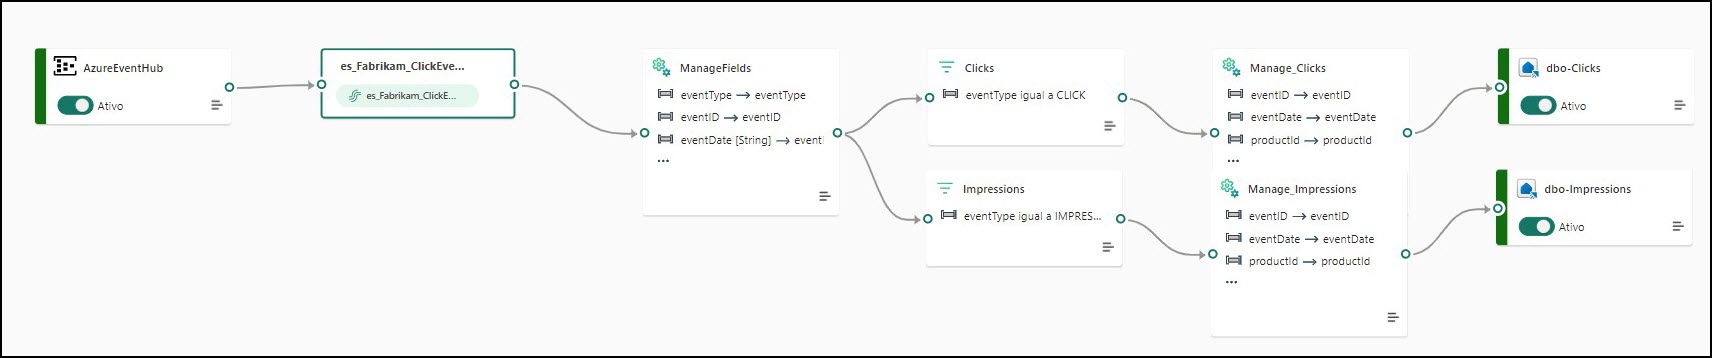 AzureEventHub
Ativo
es_Fabrikam_ClickEve...
es_Fabrikam_ClickE...
ManageFields
eventType → eventType
eventID → eventID
eventDate [String] → eventI
...
Clicks
eventType igual a CLICK
Impressions
eventType igual a IMPRES...
Manage_Clicks
eventID → eventID
eventDate → eventDate
productId → productId
...
Manage_Impressions
eventID → eventID
eventDate → eventDate
productId → productId
...
dbo-Clicks
Ativo
dbo-Impressions
Ativo